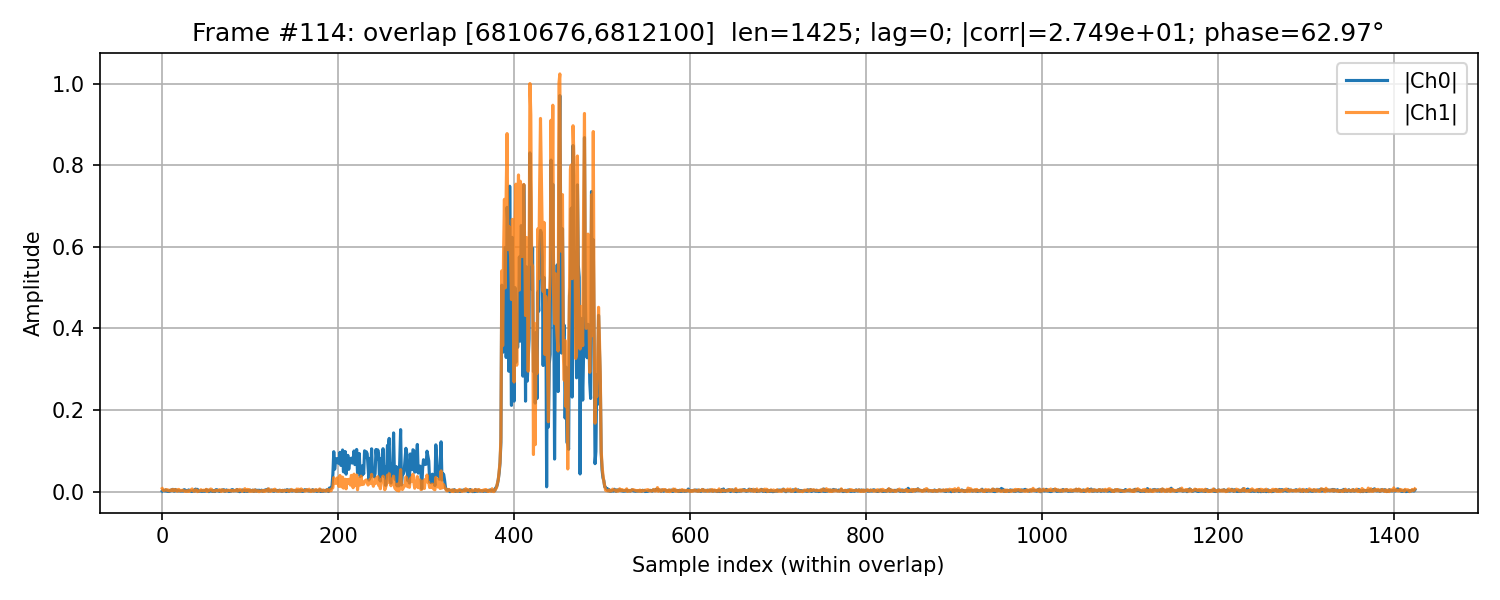 Frame #114: overlap [6810676,6812100]  len=1425; lag=0; |corr|=2.749e+01; phase=62.97°
|Ch0|
|Ch1|
Amplitude
1.0
0.8
0.6
0.4
0.2
0.0
0 200 400 600 800 1000 1200 1400
Sample index (within overlap)